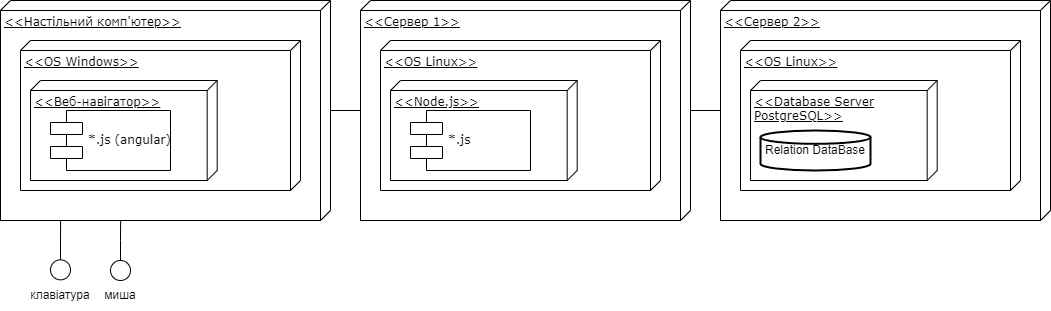 <<Настільний комп'ютер>>
<<OS Windows>>
<<Веб-навігатор>>
*.js (angular)
клавіатура
миша
<<Сервер 1>>
<<OS Linux>>
<<Node.js>>
*.js
<<Сервер 2>>
<<OS Linux>>
<<Database Server
PostgreSQL>>
Relation DataBase